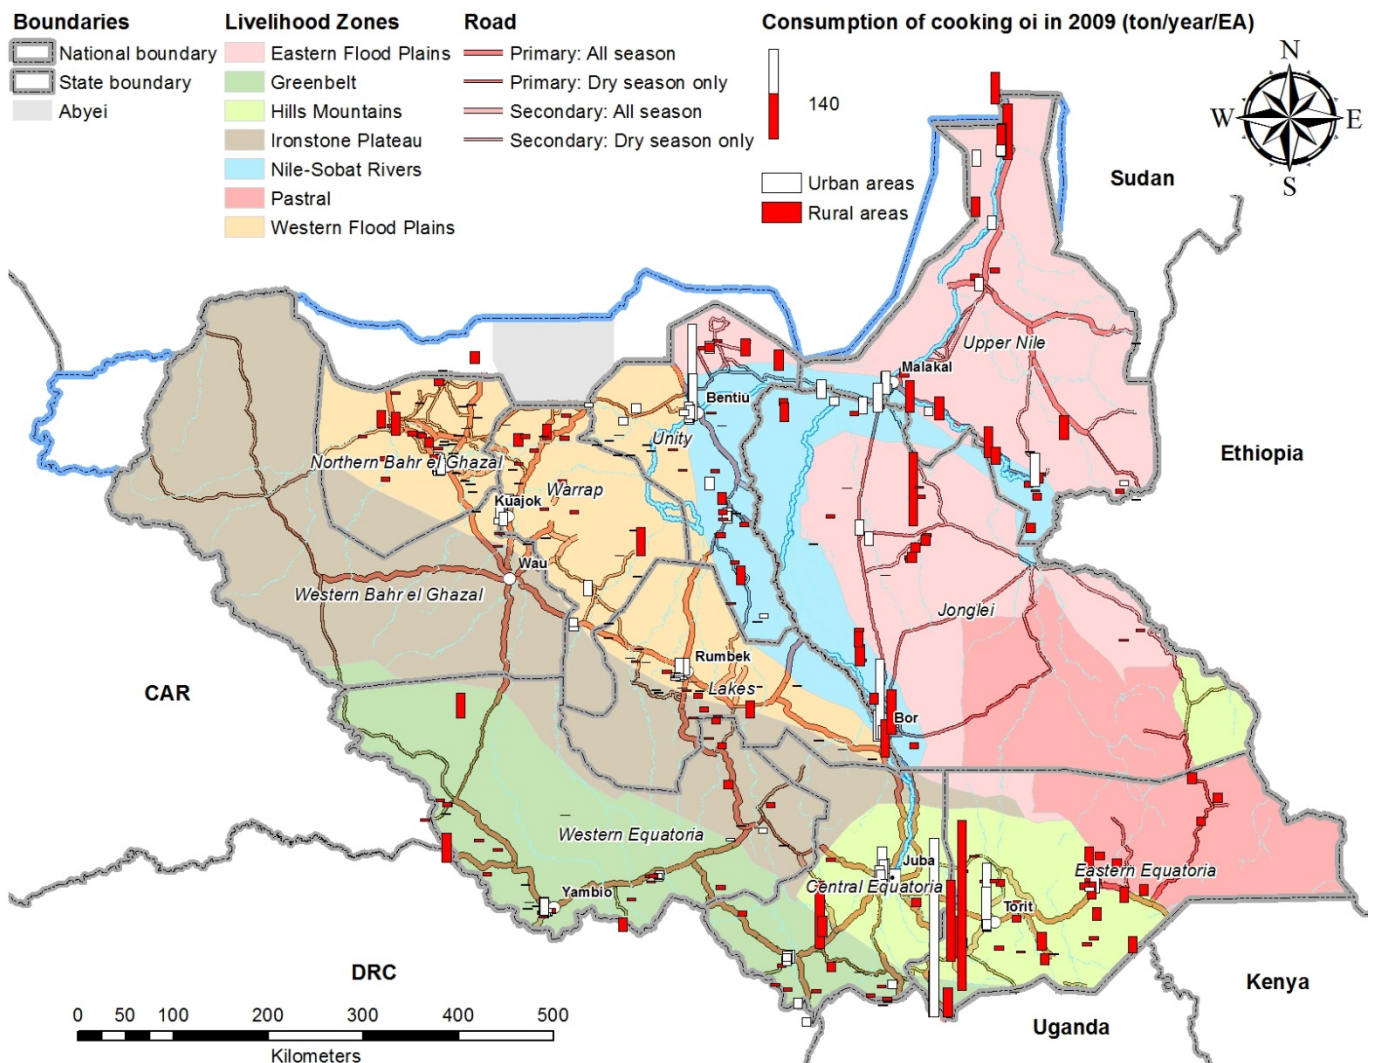 Boundaries
National boundary
State boundary
Abyei
Livelihood Zones
Eastern Flood Plains
Greenbelt
Hills Mountains
Ironstone Plateau
Nile-Sobat Rivers
Pastral
Western Flood Plains
Road
Primary: All season
Primary: Dry season only
Secondary: All season
Secondary: Dry season only
Consumption of cooking oi in 2009 (ton/year/EA)
140
Urban areas
Rural areas
N
W E
S
Sudan
Upper Nile
Malakal
Bentiu
Unity
Ethiopia
Northern Bahr el Ghazal
Warrap
Kuajok
Wau
Western Bahr el Ghazal
Jonglei
Rumbek
Lakes
CAR
Bor
Western Equatoria
Juba
Central Equatoria
Eastern Equatoria
Yambio
Torit
DRC
Kenya
Uganda
0 50 100 200 300 400 500
Kilometers